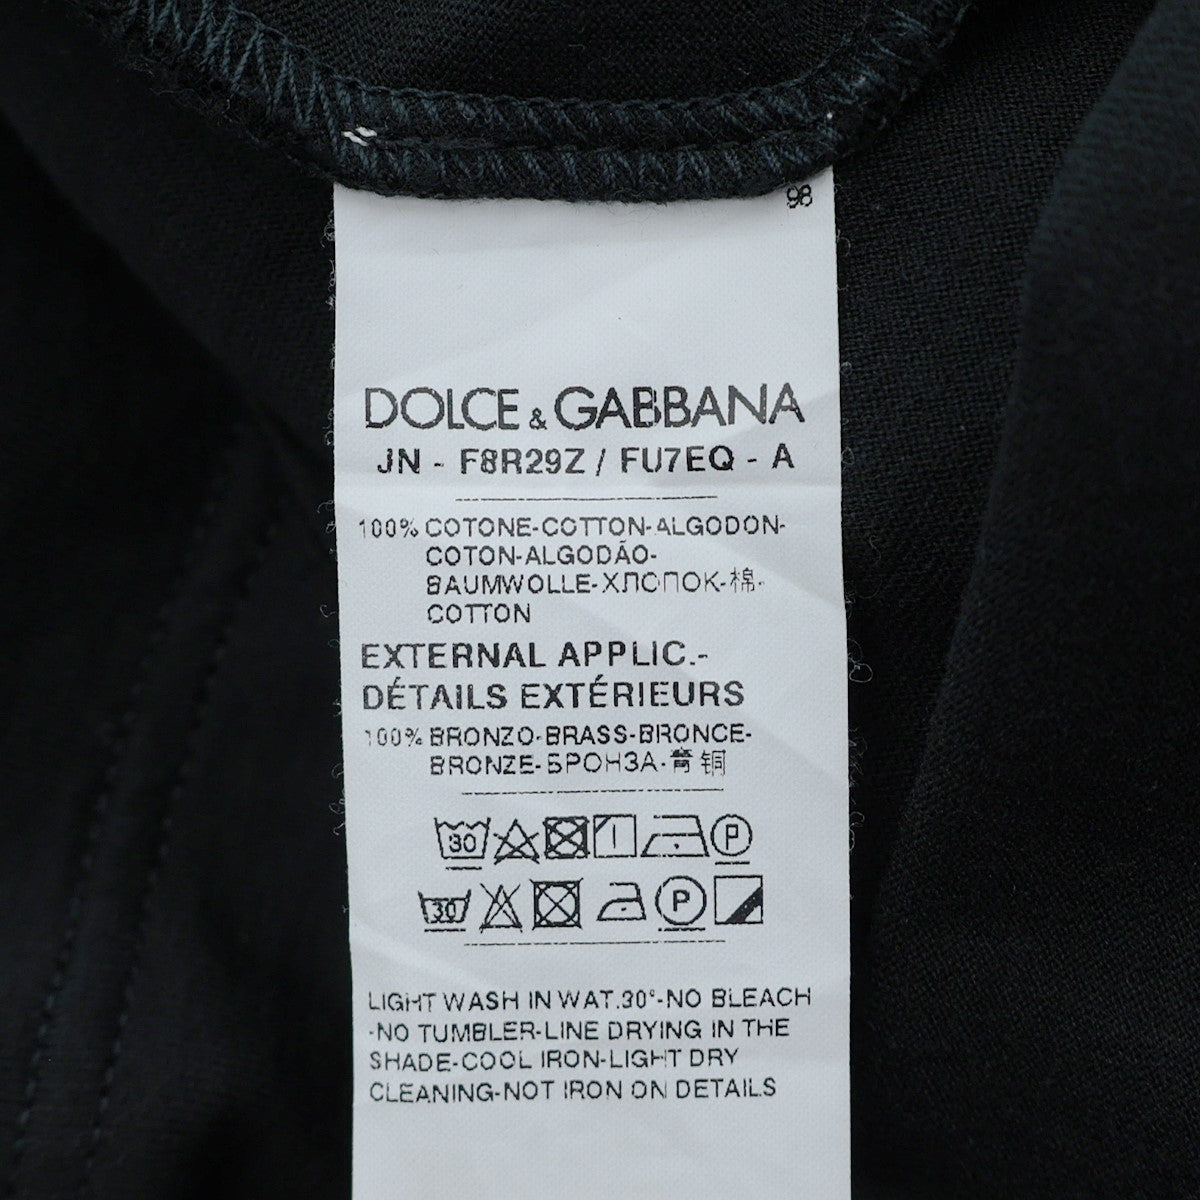 98
DOLCE & GABBANA
JN - F8R29Z / FU7EQ - A
100% COTONE-COTTON-ALGODON-
COTON-ALGODÃO-
BAUMWOLLE-ХЛОПОК-棉-
COTTON
EXTERNAL APPLIC.-
DÉTAILS EXTÉRIEURS
100% BRONZO-BRASS-BRONCE-
BRONZE-БРОНЗА-青铜
30 P
30 P
LIGHT WASH IN WAT.30°-NO BLEACH
-NO TUMBLER-LINE DRYING IN THE
SHADE-COOL IRON-LIGHT DRY
CLEANING-NOT IRON ON DETAILS